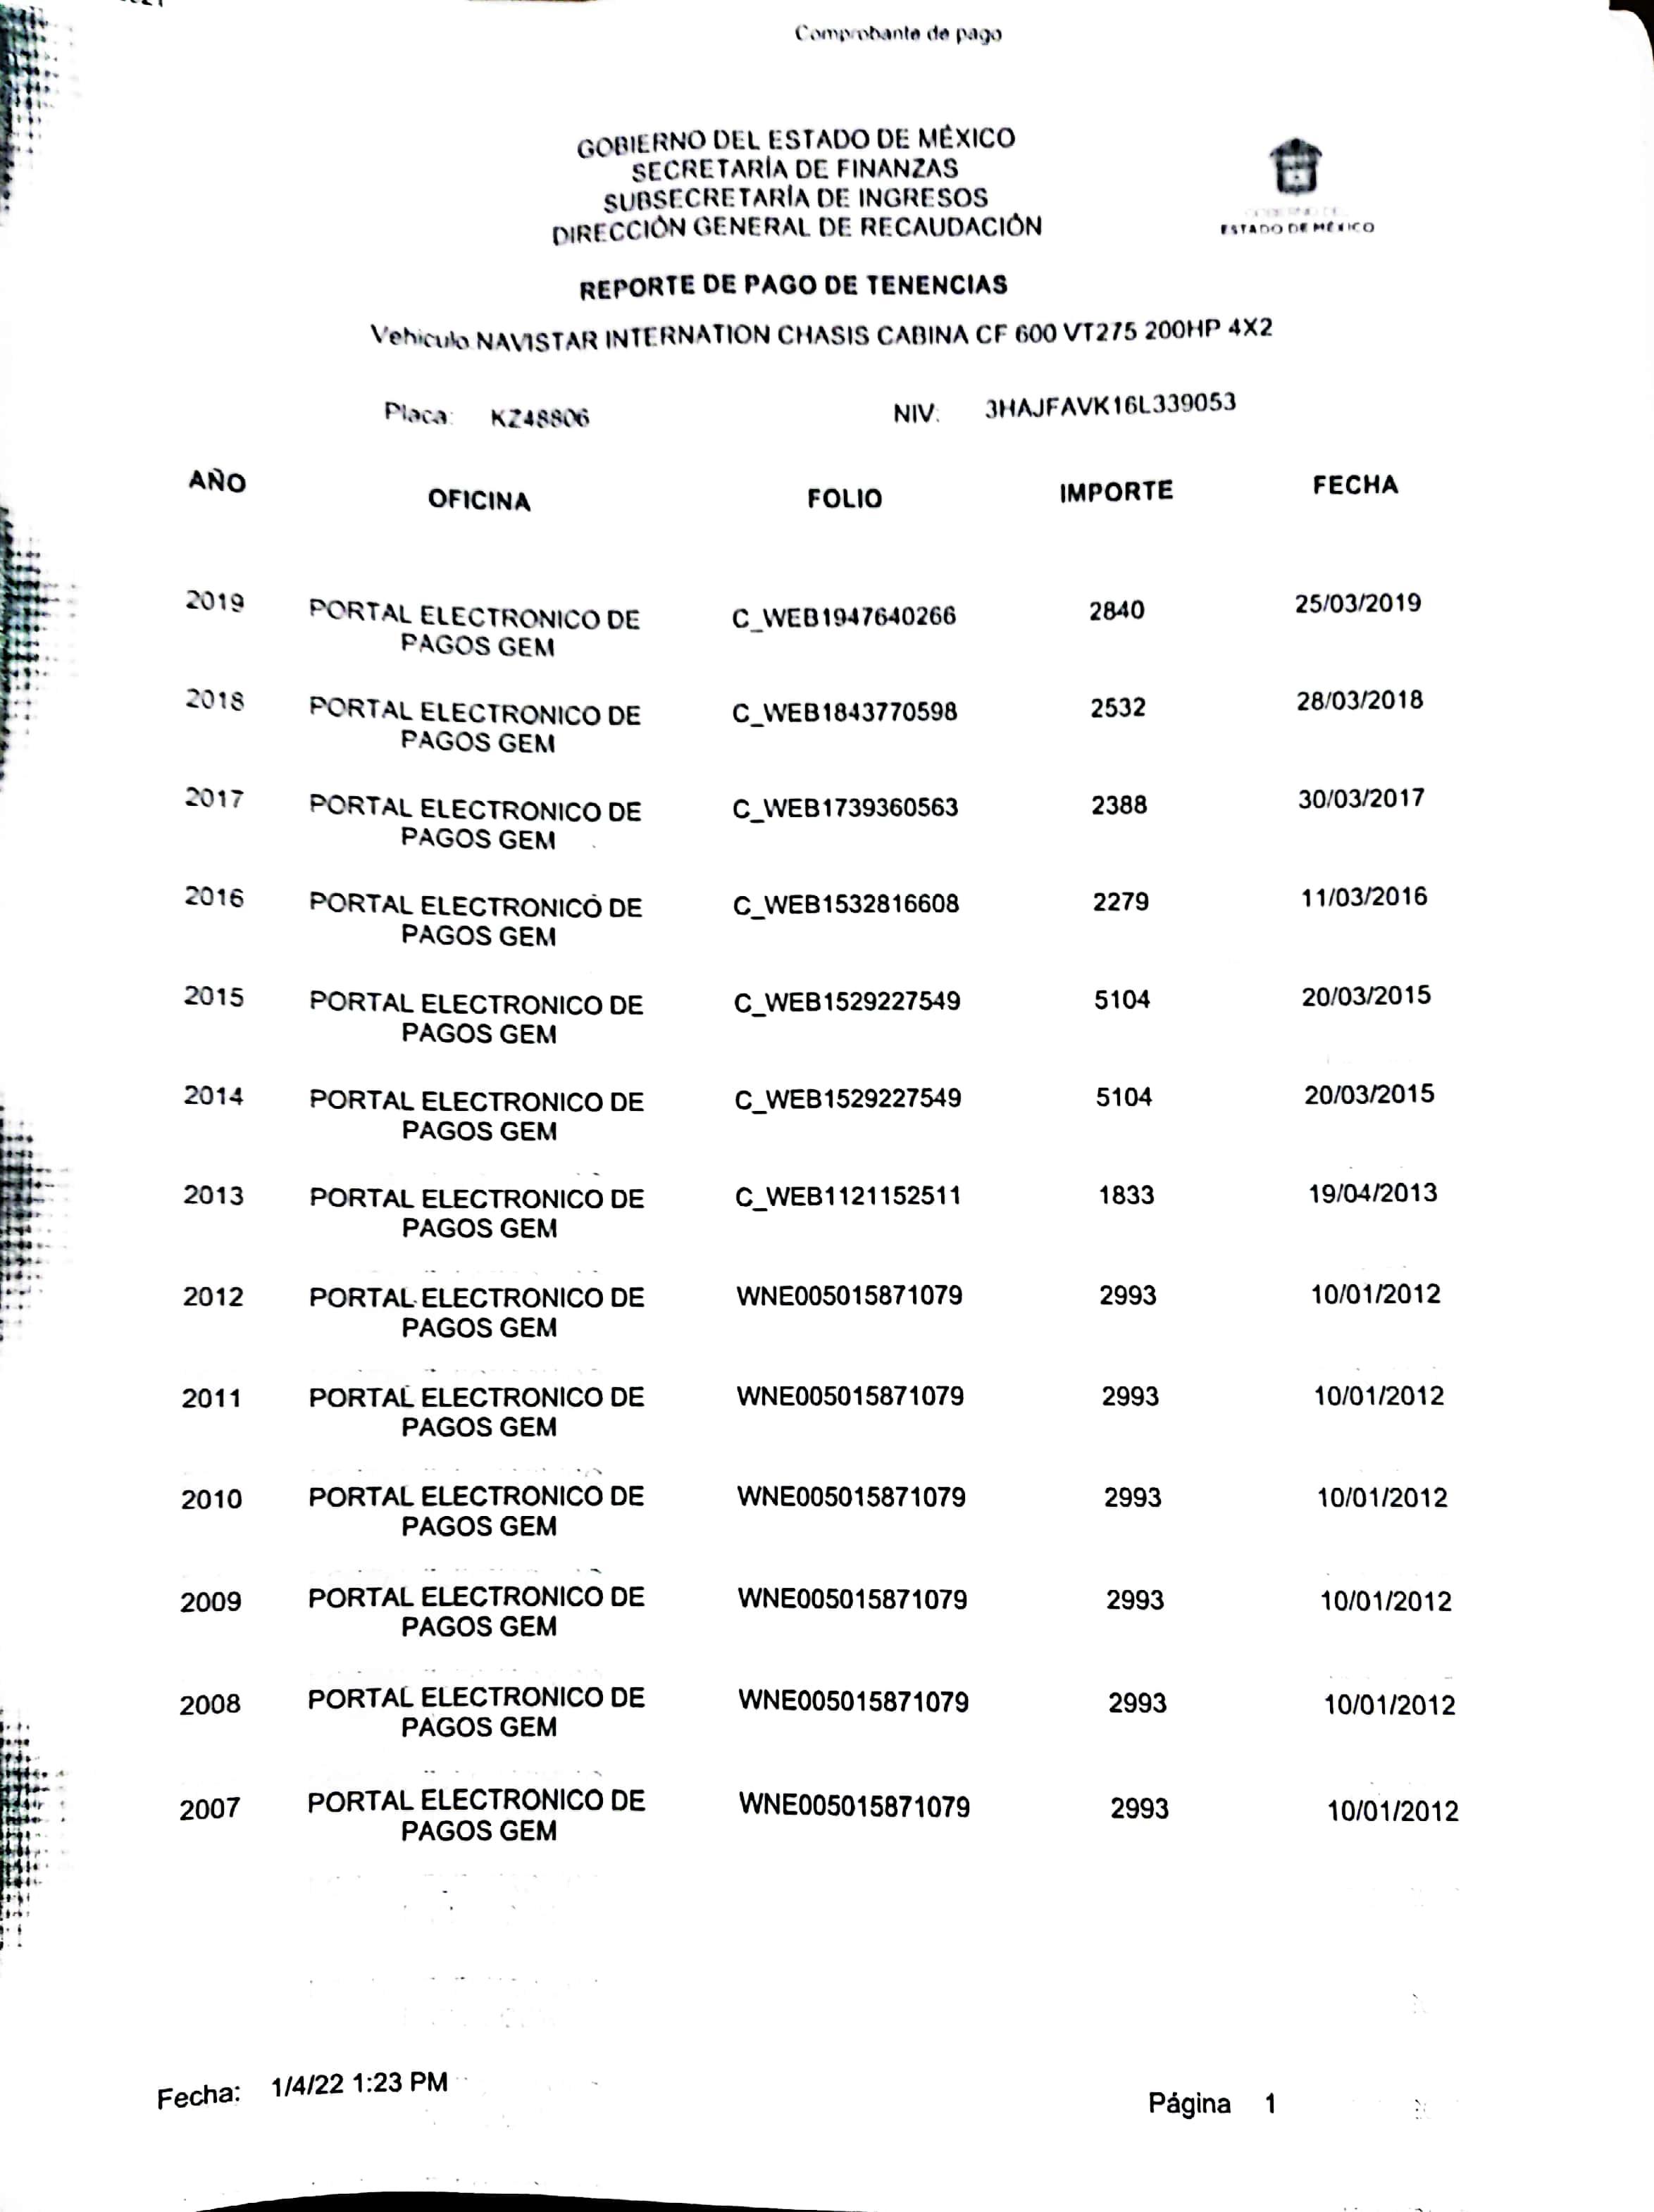 Comprobante de pago
GOBIERNO DEL ESTADO DE MÉXICO
SECRETARÍA DE FINANZAS
SUBSECRETARÍA DE INGRESOS
DIRECCIÓN GENERAL DE RECAUDACIÓN
GOBIERNO DE
ESTADO DE MÉXICO
REPORTE DE PAGO DE TENENCIAS
Vehiculo NAVISTAR INTERNATION CHASIS CABINA CF 600 VT275 200HP 4X2
Placa: KZ48806 NIV: 3HAJFAVK16L339053
AÑO OFICINA FOLIO IMPORTE FECHA
2019 PORTAL ELECTRONICO DE C_WEB1947640266 2840 25/03/2019
PAGOS GEM
2018 PORTAL ELECTRONICO DE C_WEB1843770598 2532 28/03/2018
PAGOS GEM
2017 PORTAL ELECTRONICO DE C_WEB1739360563 2388 30/03/2017
PAGOS GEM
2016 PORTAL ELECTRONICO DE C_WEB1532816608 2279 11/03/2016
PAGOS GEM
2015 PORTAL ELECTRONICO DE C_WEB1529227549 5104 20/03/2015
PAGOS GEM
2014 PORTAL ELECTRONICO DE C_WEB1529227549 5104 20/03/2015
PAGOS GEM
2013 PORTAL ELECTRONICO DE C_WEB1121152511 1833 19/04/2013
PAGOS GEM
2012 PORTAL ELECTRONICO DE WNE005015871079 2993 10/01/2012
PAGOS GEM
2011 PORTAL ELECTRONICO DE WNE005015871079 2993 10/01/2012
PAGOS GEM
2010 PORTAL ELECTRONICO DE WNE005015871079 2993 10/01/2012
PAGOS GEM
2009 PORTAL ELECTRONICO DE WNE005015871079 2993 10/01/2012
PAGOS GEM
2008 PORTAL ELECTRONICO DE WNE005015871079 2993 10/01/2012
PAGOS GEM
2007 PORTAL ELECTRONICO DE WNE005015871079 2993 10/01/2012
PAGOS GEM
Fecha: 1/4/22 1:23 PM
Página 1